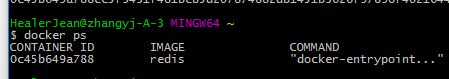 HealerJean@zhangyj-A-3 MINGW64 ~
$ docker ps
CONTAINER ID IMAGE COMMAND
0c45b649a788 redis "docker-entrypoint..."